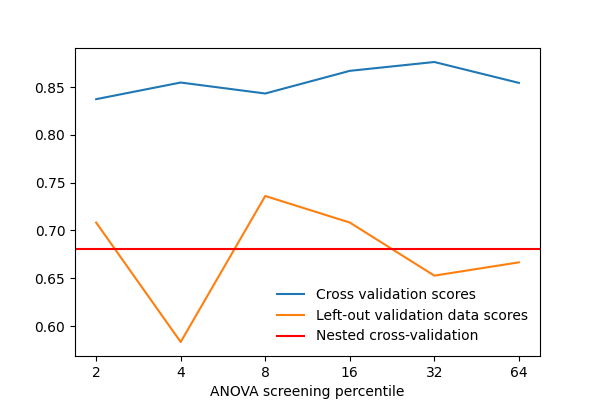 0.85
0.80
0.75
0.70
0.65
0.60
Cross validation scores
Left-out validation data scores
Nested cross-validation
2 4 8 16 32 64
ANOVA screening percentile